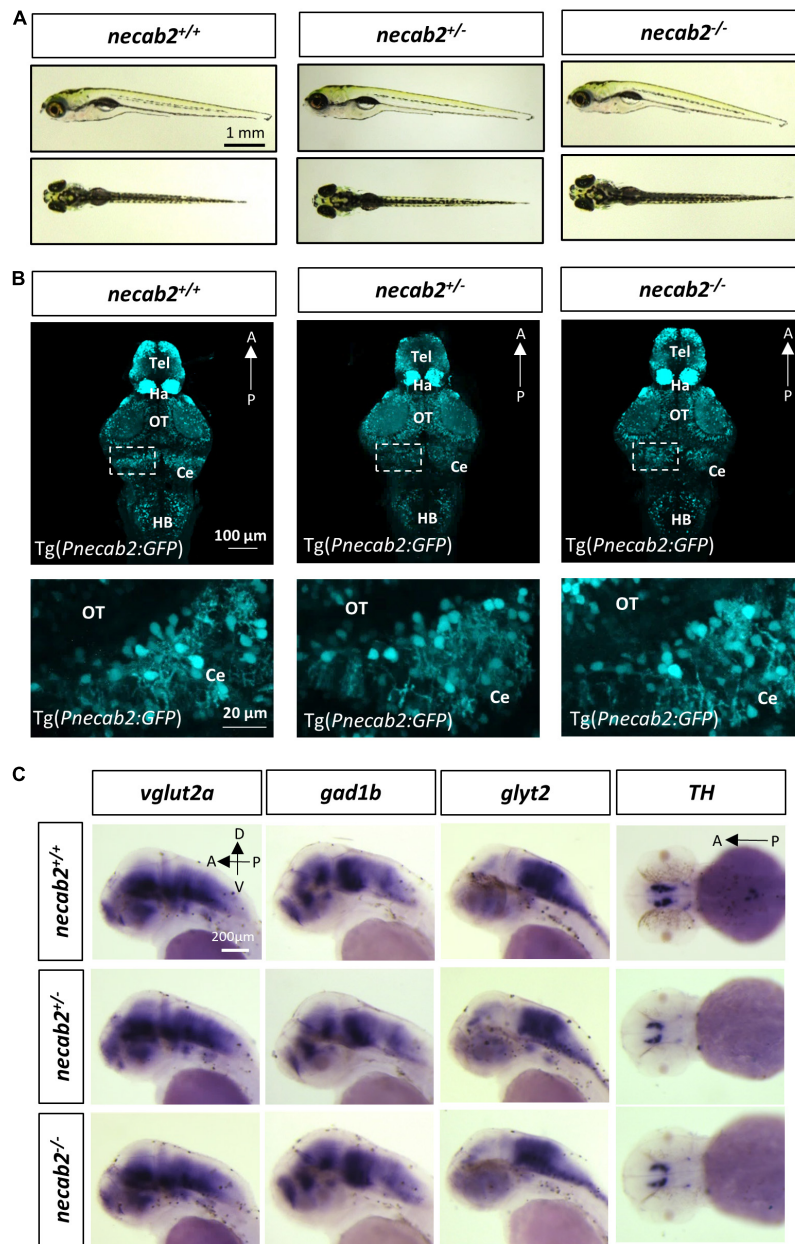 A
necab2+/+
necab2+/-
necab2-/-
1 mm
B
necab2+/+
necab2+/-
necab2-/-
A
Tel
Ha
P
OT
Ce
HB
Tg(Pnecab2:GFP)
100 µm
A
Tel
Ha
P
OT
Ce
HB
Tg(Pnecab2:GFP)
A
Tel
Ha
P
OT
Ce
HB
Tg(Pnecab2:GFP)
OT
Ce
Tg(Pnecab2:GFP)
20 µm
OT
Ce
Tg(Pnecab2:GFP)
OT
Ce
Tg(Pnecab2:GFP)
C
vglut2a
gad1b
glyt2
TH
necab2+/+
D
A
P
V
200µm
A
P
necab2+/-
necab2-/-